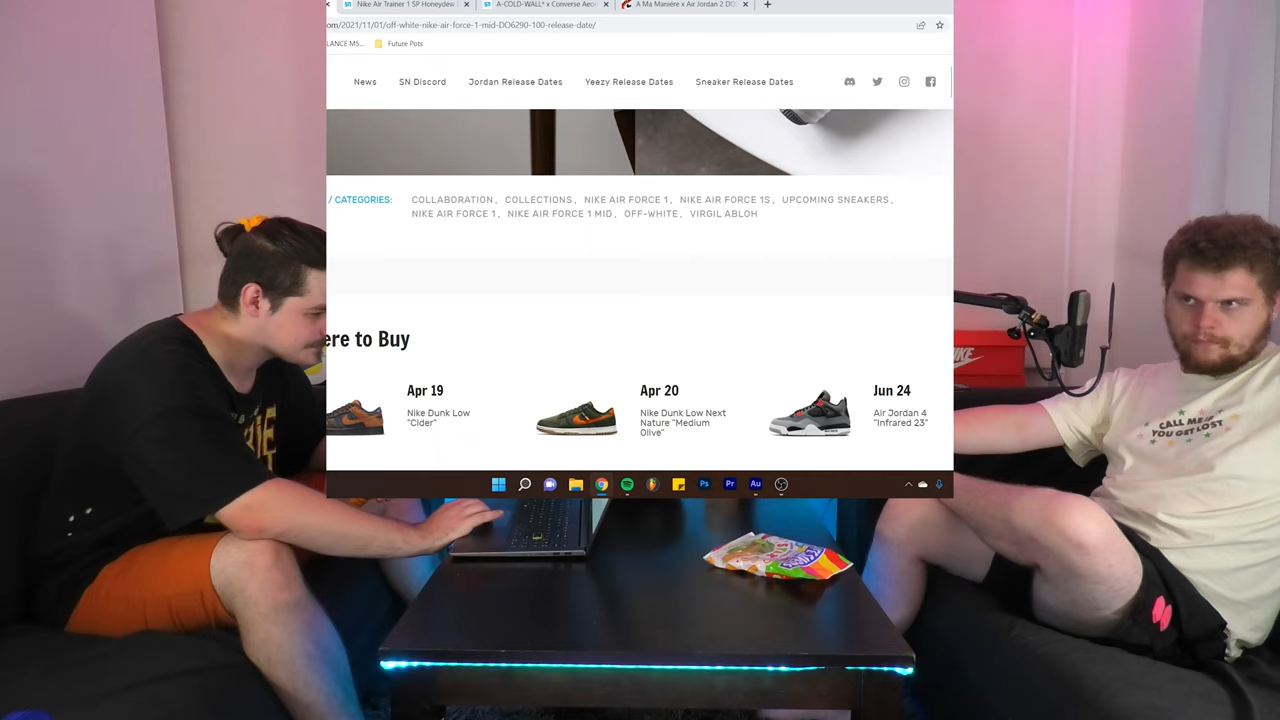 Nike Air Trainer 1 SP Honeydew
A-COLD-WALL* x Converse Aeon
A Ma Maniére x Air Jordan 2 DO
om/2021/11/01/off-white-nike-air-force-1-mid-DO6290-100-release-date/
LANCE MS...
Future Pots
News
SN Discord
Jordan Release Dates
Yeezy Release Dates
Sneaker Release Dates
/ CATEGORIES:
COLLABORATION, COLLECTIONS, NIKE AIR FORCE 1, NIKE AIR FORCE 1S, UPCOMING SNEAKERS,
NIKE AIR FORCE 1, NIKE AIR FORCE 1 MID, OFF-WHITE, VIRGIL ABLOH
ere to Buy
Apr 19
Nike Dunk Low
"Cider"
Apr 20
Nike Dunk Low Next
Nature "Medium
Olive"
Jun 24
Air Jordan 4
"Infrared 23"
Ps
Pr
Au
NIKE
CALL ME IF
YOU GET LOST